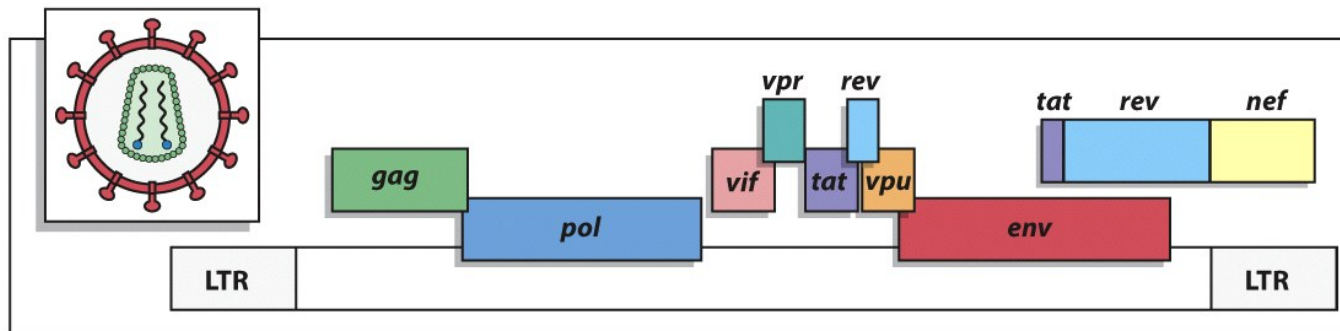 vpr rev
tat rev nef
gag vif tat vpu
pol env
LTR LTR